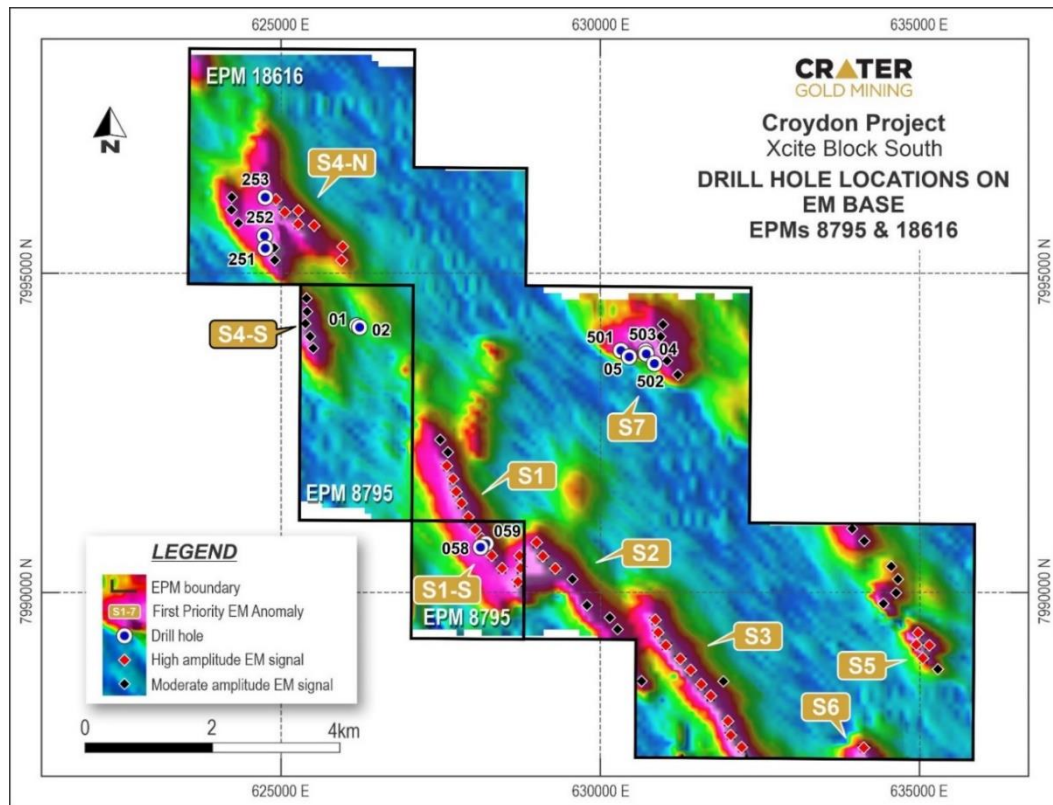 625000 E
630000 E
635000 E
EPM 18616
CRATER
GOLD MINING
Croydon Project
Xcite Block South
DRILL HOLE LOCATIONS ON
EM BASE
EPMs 8795 & 18616
N
S4-N
253
252
251
7995000 N
7995000 N
S4-S
01
02
501
503
04
05
502
S7
EPM 8795
S1
058
059
S2
S1-S
EPM 8795
S3
S5
S6
7990000 N
7990000 N
LEGEND
EPM boundary
S1-7 First Priority EM Anomaly
Drill hole
High amplitude EM signal
Moderate amplitude EM signal
0 2 4km
625000 E
630000 E
635000 E